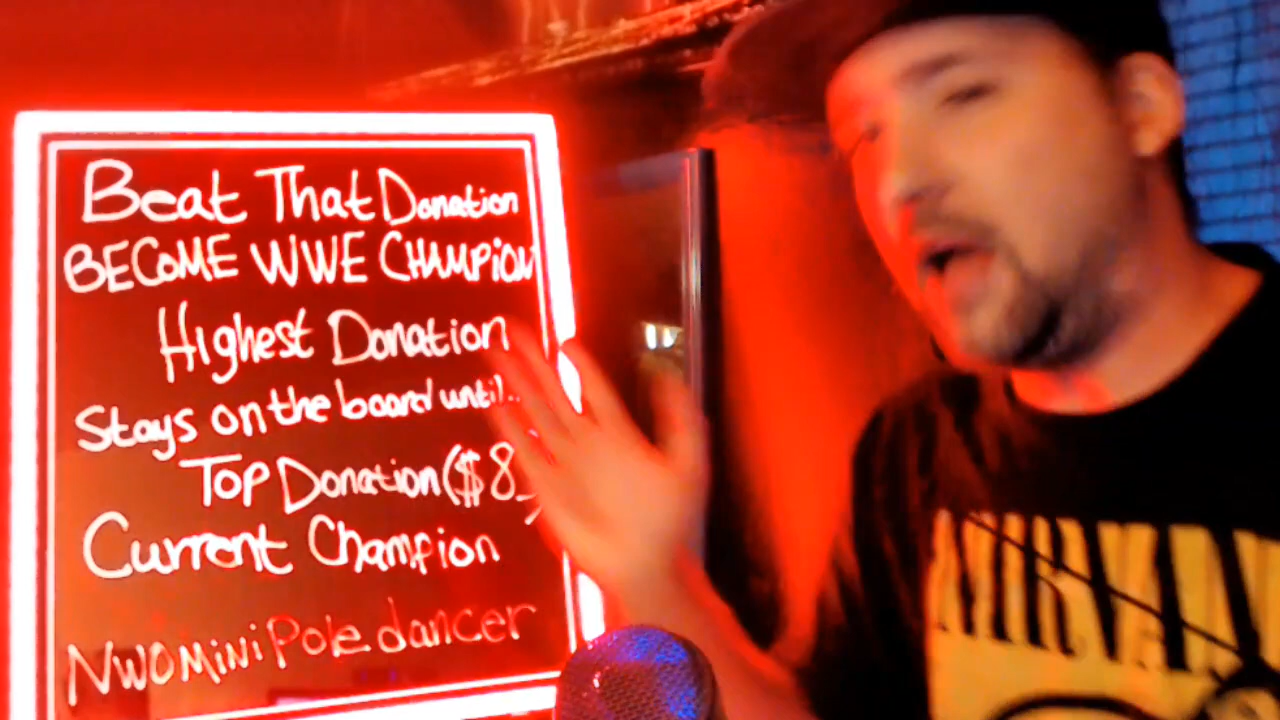 Beat That Donation
BECOME WWE CHAMPION
Highest Donation
Stays on the board until..
TOP Donation ($8
Current Champion
NWOMiniPoledancer
NIRVAN